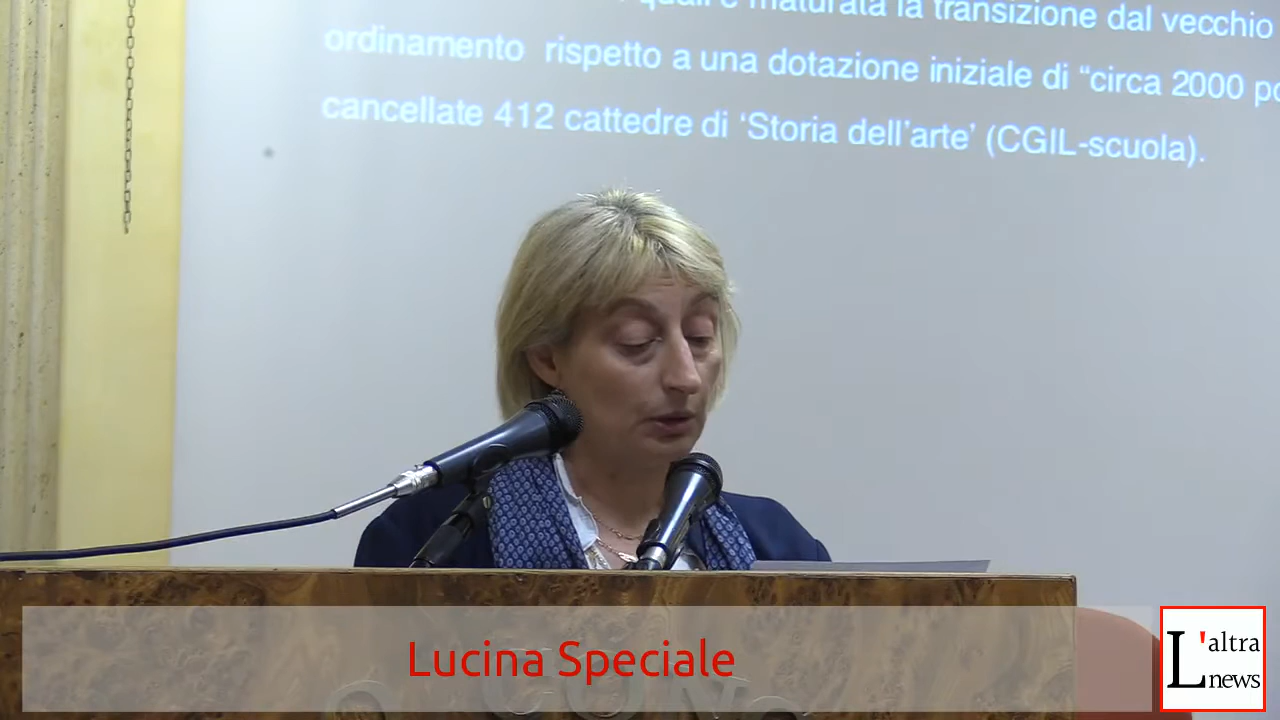 quali è maturata la transizione dal vecchio
ordinamento rispetto a una dotazione iniziale di “circa 2000
cancellate 412 cattedre di ‘Storia dell’arte’ (CGIL-scuola).
Lucina Speciale
L'altra
news